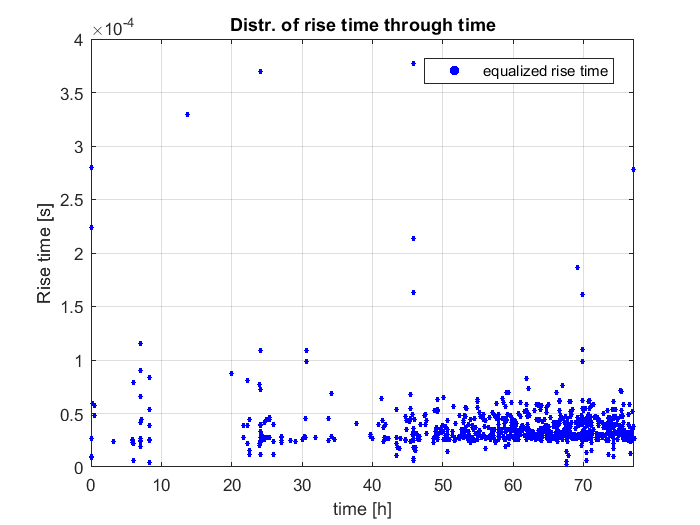 Distr. of rise time through time
×10⁻⁴
4
3.5
3
2.5
2
1.5
1
0.5
0
Rise time [s]
equalized rise time
0 10 20 30 40 50 60 70
time [h]